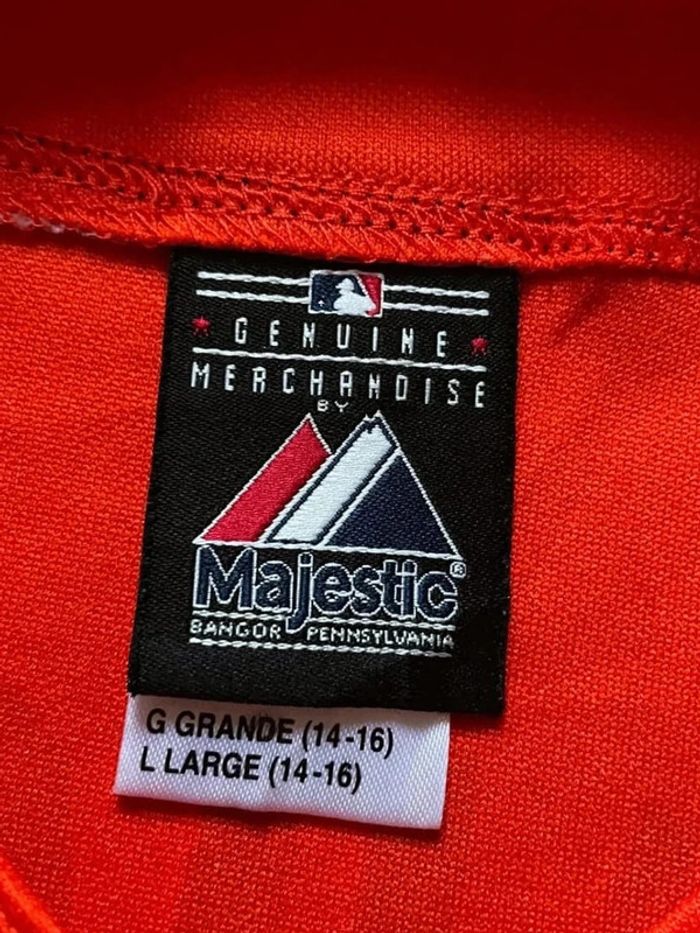 GENUINE
MERCHANDISE
BY
Majestic®
BANGOR PENNSYLVANIA
G GRANDE (14-16)
L LARGE (14-16)